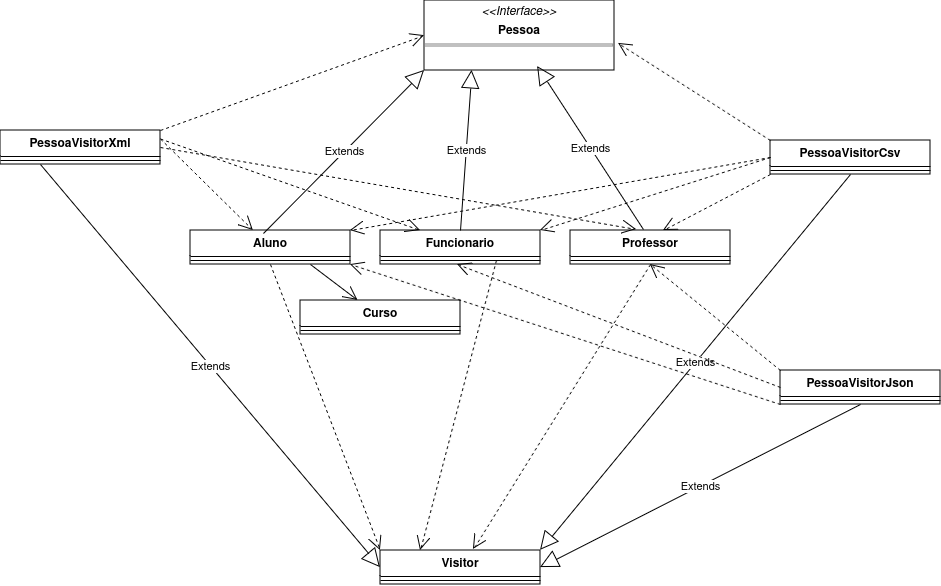 <<Interface>>
Pessoa
PessoaVisitorXml
PessoaVisitorCsv
Extends
Extends
Extends
Aluno
Funcionario
Professor
Curso
Extends
Extends
PessoaVisitorJson
Extends
Visitor